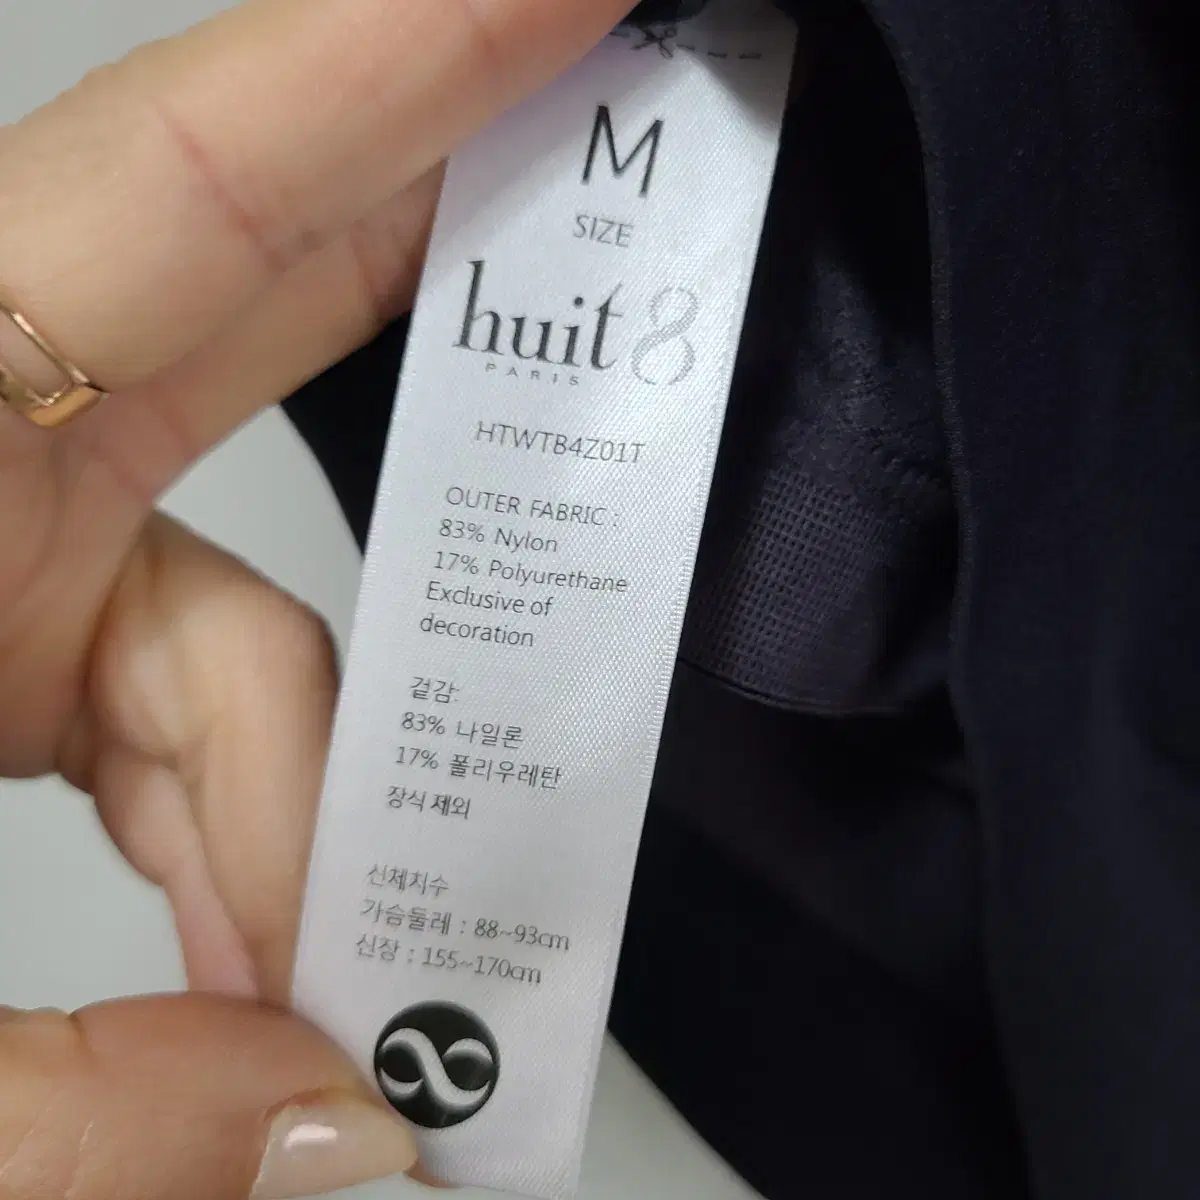 M
SIZE
huit 8
PARIS
HTWTB4Z01T
OUTER FABRIC :
83% Nylon
17% Polyurethane
Exclusive of
decoration
겉감:
83% 나일론
17% 폴리우레탄
장식 제외
신체치수
가슴둘레 : 88~93cm
신장 : 155~170cm